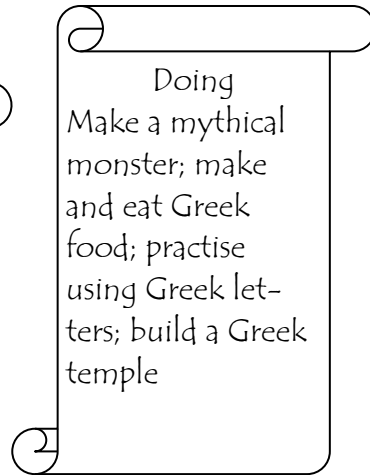 Doing
Make a mythical
monster; make
and eat Greek
food; practise
using Greek let-
ters; build a Greek
temple